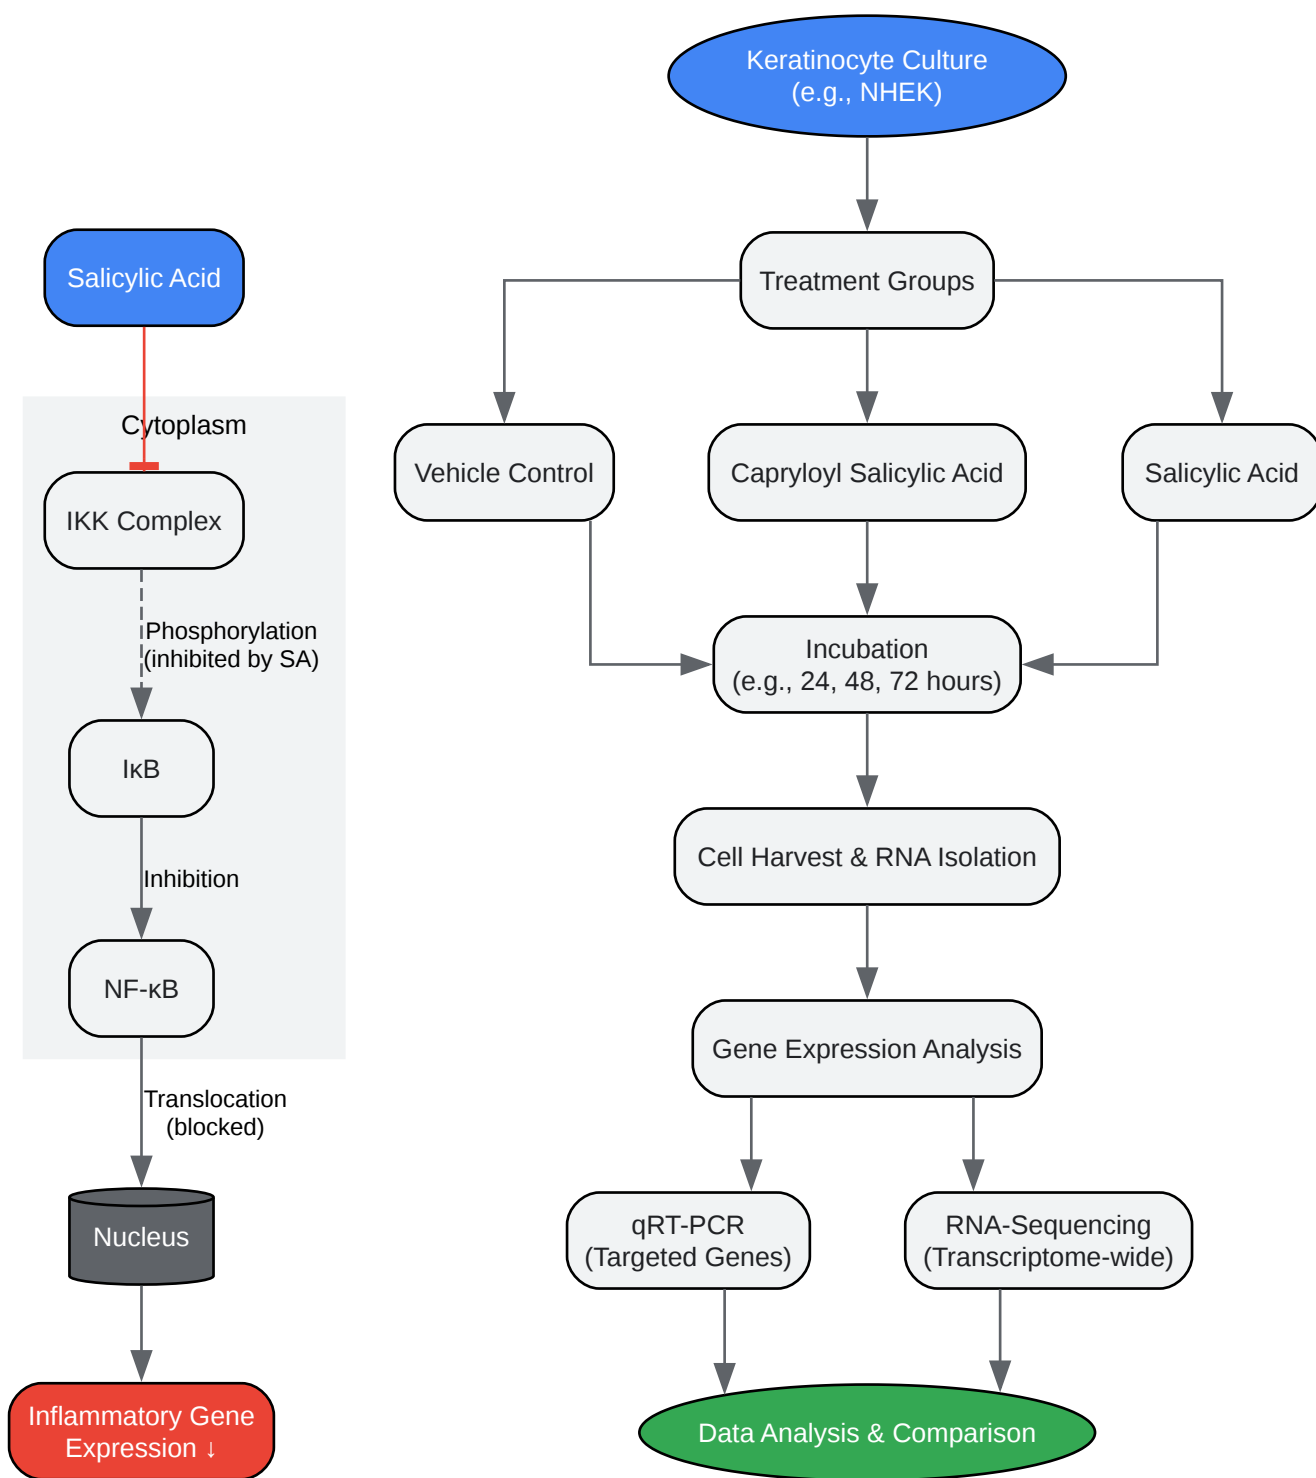 Salicylic Acid
Cytoplasm
IKK Complex
Phosphorylation
(inhibited by SA)
IκB
Inhibition
NF-κB
Translocation
(blocked)
Nucleus
Inflammatory Gene
Expression ↓
Keratinocyte Culture
(e.g., NHEK)
Treatment Groups
Vehicle Control
Capryloyl Salicylic Acid
Salicylic Acid
Incubation
(e.g., 24, 48, 72 hours)
Cell Harvest & RNA Isolation
Gene Expression Analysis
qRT-PCR
(Targeted Genes)
RNA-Sequencing
(Transcriptome-wide)
Data Analysis & Comparison